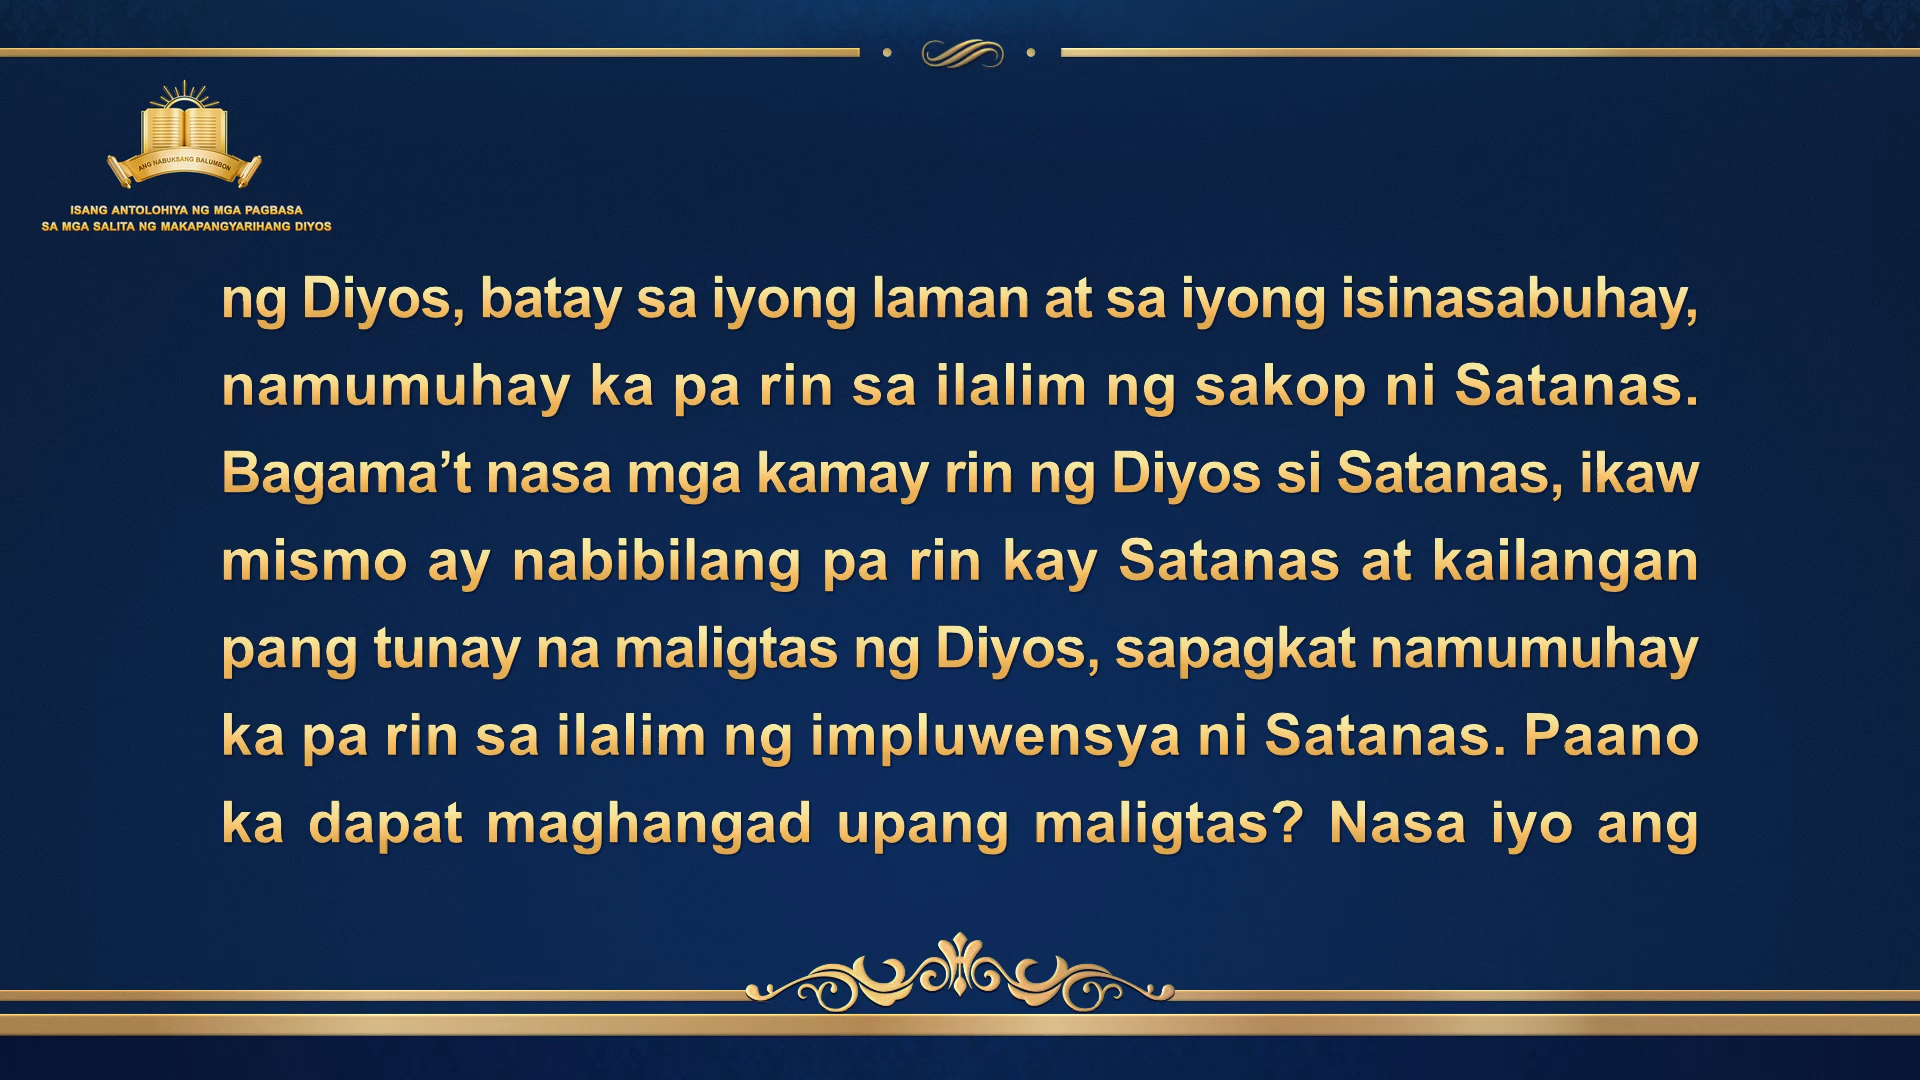 ANG NABUKSANG BALUMBON
ISANG ANTOLOHIYA NG MGA PAGBASA
SA MGA SALITA NG MAKAPANGYARIHANG DIYOS
ng Diyos, batay sa iyong laman at sa iyong isinasabuhay,
namumuhay ka pa rin sa ilalim ng sakop ni Satanas.
Bagama’t nasa mga kamay rin ng Diyos si Satanas, ikaw
mismo ay nabibilang pa rin kay Satanas at kailangan
pang tunay na maligtas ng Diyos, sapagkat namumuhay
ka pa rin sa ilalim ng impluwensya ni Satanas. Paano
ka dapat maghangad upang maligtas? Nasa iyo ang